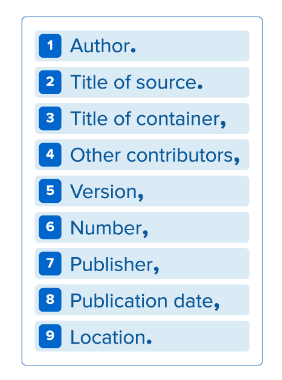 1 Author.
2 Title of source.
3 Title of container,
4 Other contributors,
5 Version,
6 Number,
7 Publisher,
8 Publication date,
9 Location.